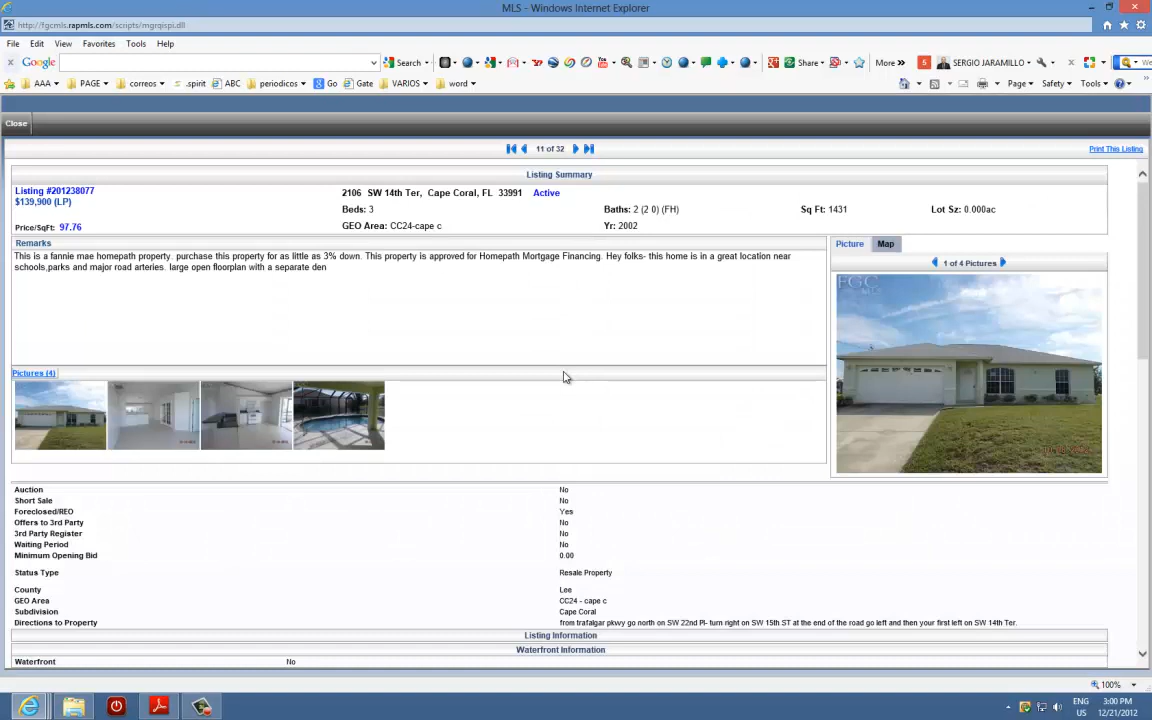 MLS - Windows Internet Explorer
http://fgcmls.rapmls.com/scripts/mgrqispi.dll
File Edit View Favorites Tools Help
x Google Search More » 5 SERGIO JARAMILLO x
Share
AAA PAGE correos .spirit ABC periodicos Go Gate VARIOS word Page Safety Tools
Close
11 of 32 Print This Listing
Listing Summary
Listing #201238077 2106 SW 14th Ter, Cape Coral, FL 33991 Active
$139,900 (LP) Beds: 3 Baths: 2 (2 0) (FH) Sq Ft: 1431 Lot Sz: 0.000ac
Price/SqFt: 97.76 GEO Area: CC24-cape c Yr: 2002
Remarks Picture Map
This is a fannie mae homepath property. purchase this property for as little as 3% down. This property is approved for Homepath Mortgage Financing. Hey folks- this home is in a great location near
schools,parks and major road arteries. large open floorplan with a separate den
1 of 4 Pictures
FGC
Pictures (4)
Auction No
Short Sale No
Foreclosed/REO Yes
Offers to 3rd Party No
3rd Party Register No
Waiting Period No
Minimum Opening Bid 0.00
Status Type Resale Property
County Lee
GEO Area CC24 - cape c
Subdivision Cape Coral
Directions to Property from trafalgar pkwy go north on SW 22nd Pl- turn right on SW 15th ST at the end of the road go left and then your first left on SW 14th Ter.
Listing Information
Waterfront Information
Waterfront No
100%
ENG 3:00 PM
US 12/21/2012